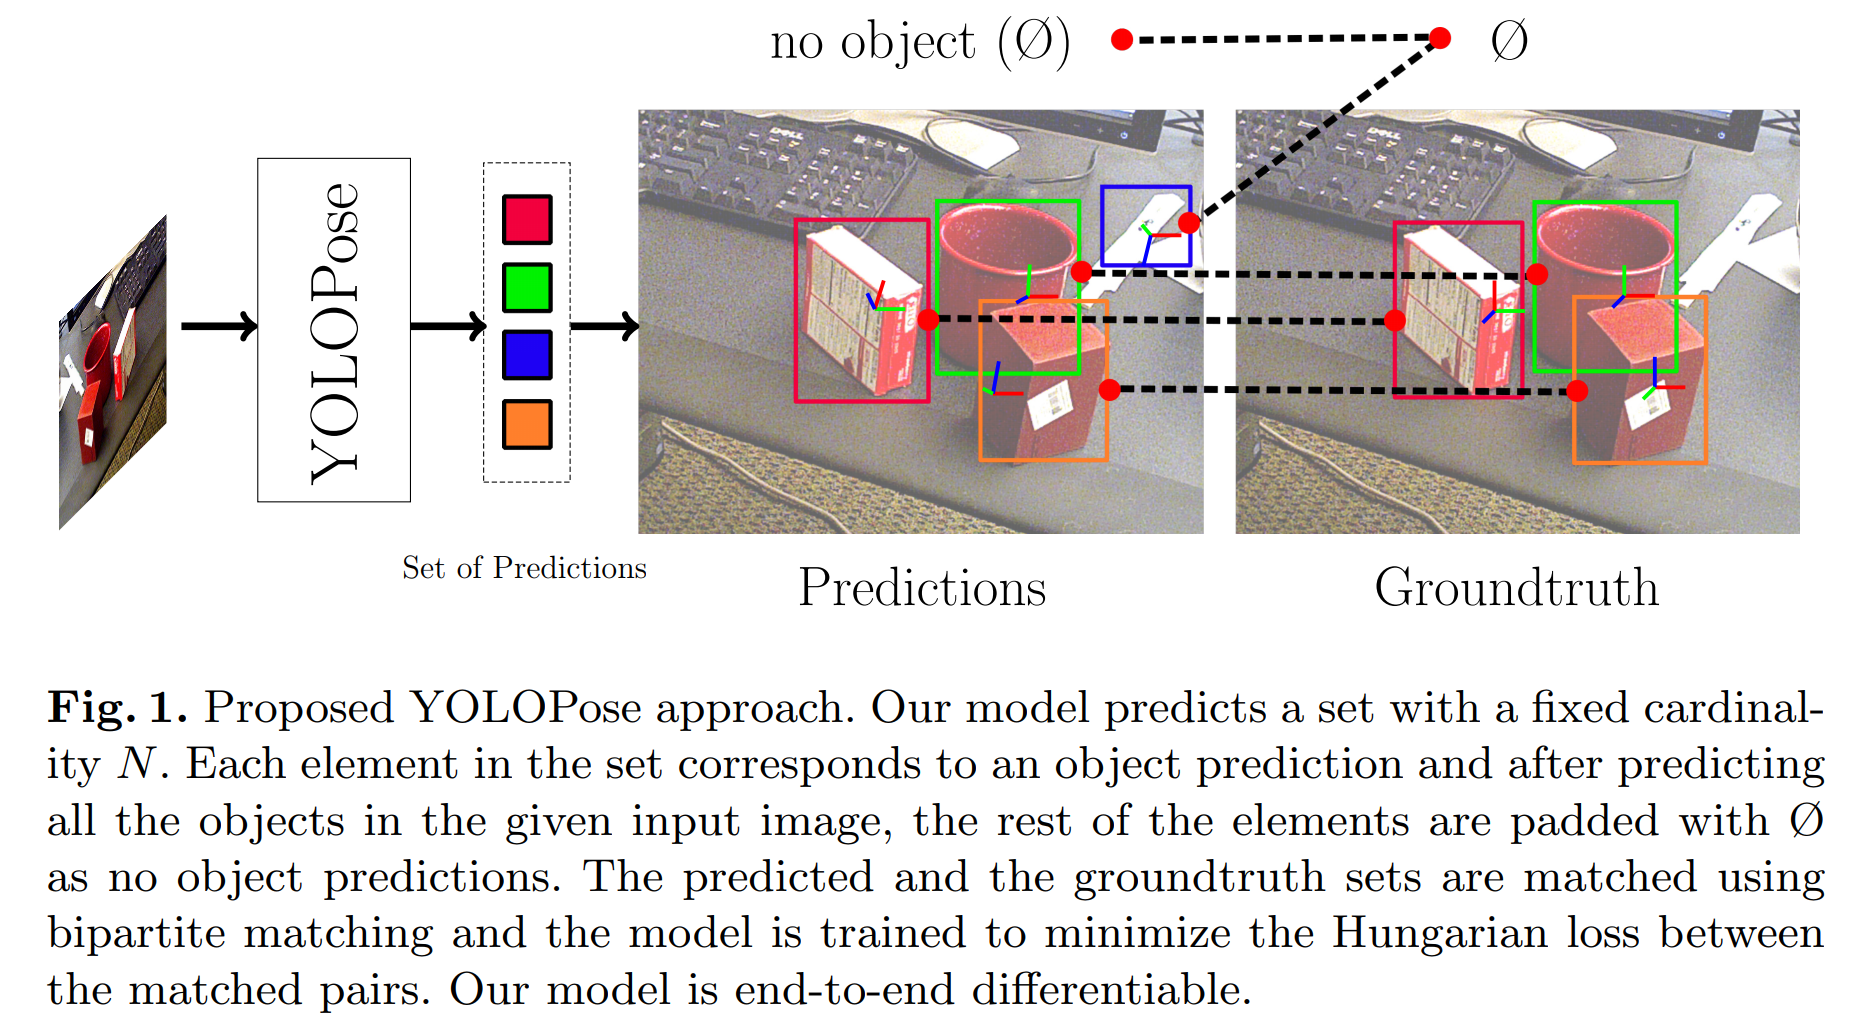 no object (Ø)
Ø
DELL
YOLOPose
Set of Predictions
Predictions
Groundtruth
Fig. 1. Proposed YOLOPose approach. Our model predicts a set with a fixed cardinal-
ity N. Each element in the set corresponds to an object prediction and after predicting
all the objects in the given input image, the rest of the elements are padded with Ø
as no object predictions. The predicted and the groundtruth sets are matched using
bipartite matching and the model is trained to minimize the Hungarian loss between
the matched pairs. Our model is end-to-end differentiable.